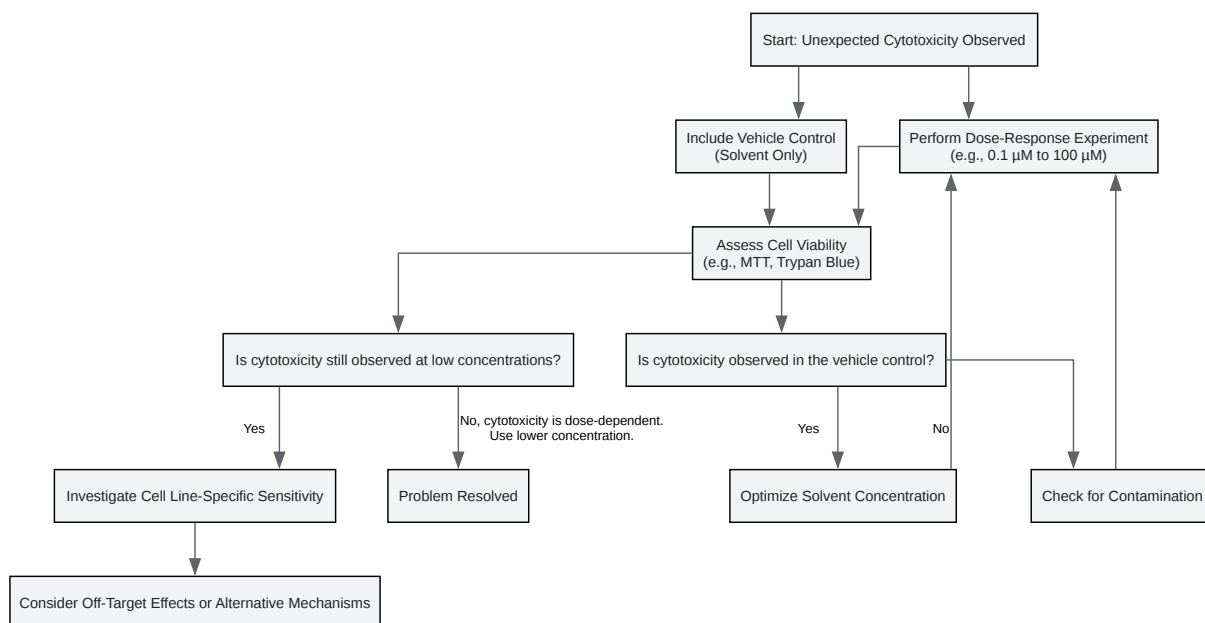 Start: Unexpected Cytotoxicity Observed
Include Vehicle Control
(Solvent Only)
Perform Dose-Response Experiment
(e.g., 0.1 µM to 100 µM)
Assess Cell Viability
(e.g., MTT, Trypan Blue)
Is cytotoxicity still observed at low concentrations?
Is cytotoxicity observed in the vehicle control?
Yes
No, cytotoxicity is dose-dependent.
Use lower concentration.
Yes
No
Investigate Cell Line-Specific Sensitivity
Problem Resolved
Optimize Solvent Concentration
Check for Contamination
Consider Off-Target Effects or Alternative Mechanisms